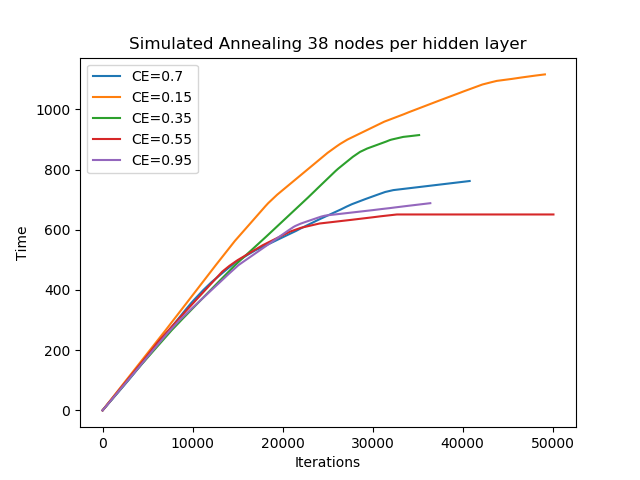 Simulated Annealing 38 nodes per hidden layer
CE=0.7
CE=0.15
CE=0.35
CE=0.55
CE=0.95
Time
1000
800
600
400
200
0
0 10000 20000 30000 40000 50000
Iterations